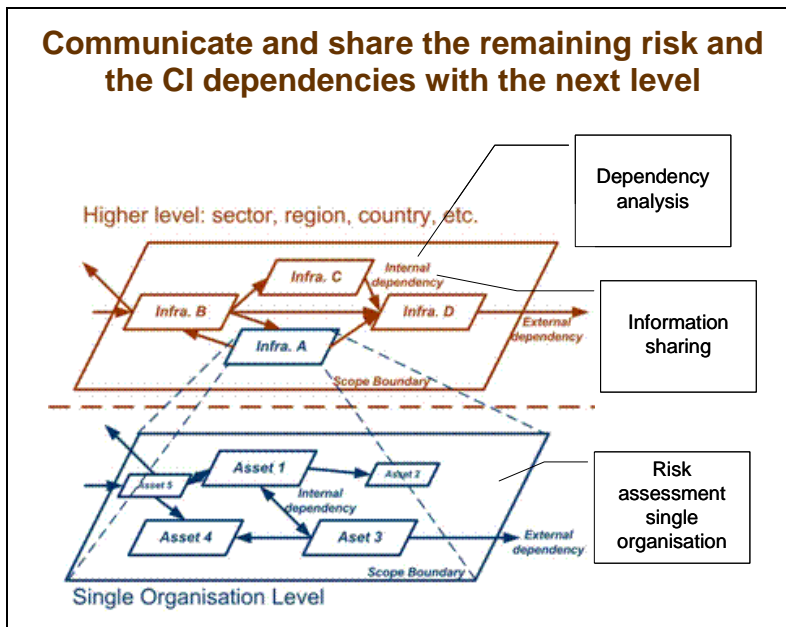 Communicate and share the remaining risk and
the CI dependencies with the next level
Dependency
analysis
Higher level: sector, region, country, etc.
Infra. C
Internal
dependency
Infra. B
Infra. D
External
dependency
Infra. A
Scope Boundary
Information
sharing
Asset 1
Asset 2
Asset 5
Internal
dependency
Asset 4
Aset 3
External
dependency
Scope Boundary
Risk
assessment
single
organisation
Single Organisation Level